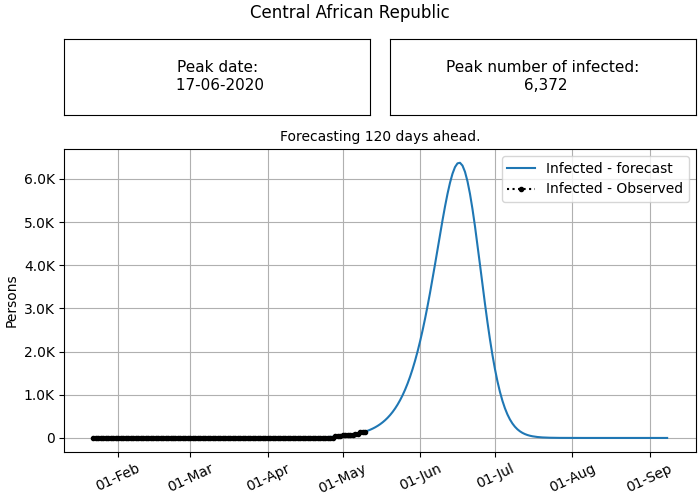 Central African Republic
Peak date:
17-06-2020
Peak number of infected:
6,372
Forecasting 120 days ahead.
Infected - forecast
Infected - Observed
Persons
6.0K
5.0K
4.0K
3.0K
2.0K
1.0K
0
01-Feb
01-Mar
01-Apr
01-May
01-Jun
01-Jul
01-Aug
01-Sep